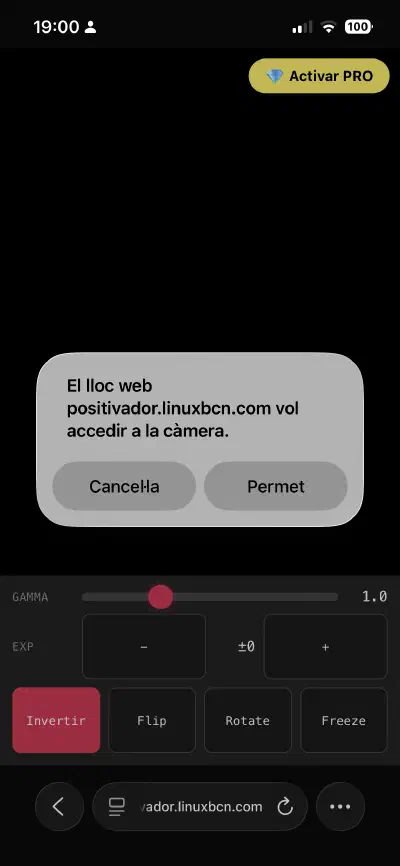 19:00
100
💎 Activar PRO
El lloc web
positivador.linuxbcn.com vol
accedir a la càmera.
Cancel·la Permet
GAMMA 1.0
EXP − ±0 +
Invertir Flip Rotate Freeze
vador.linuxbcn.com